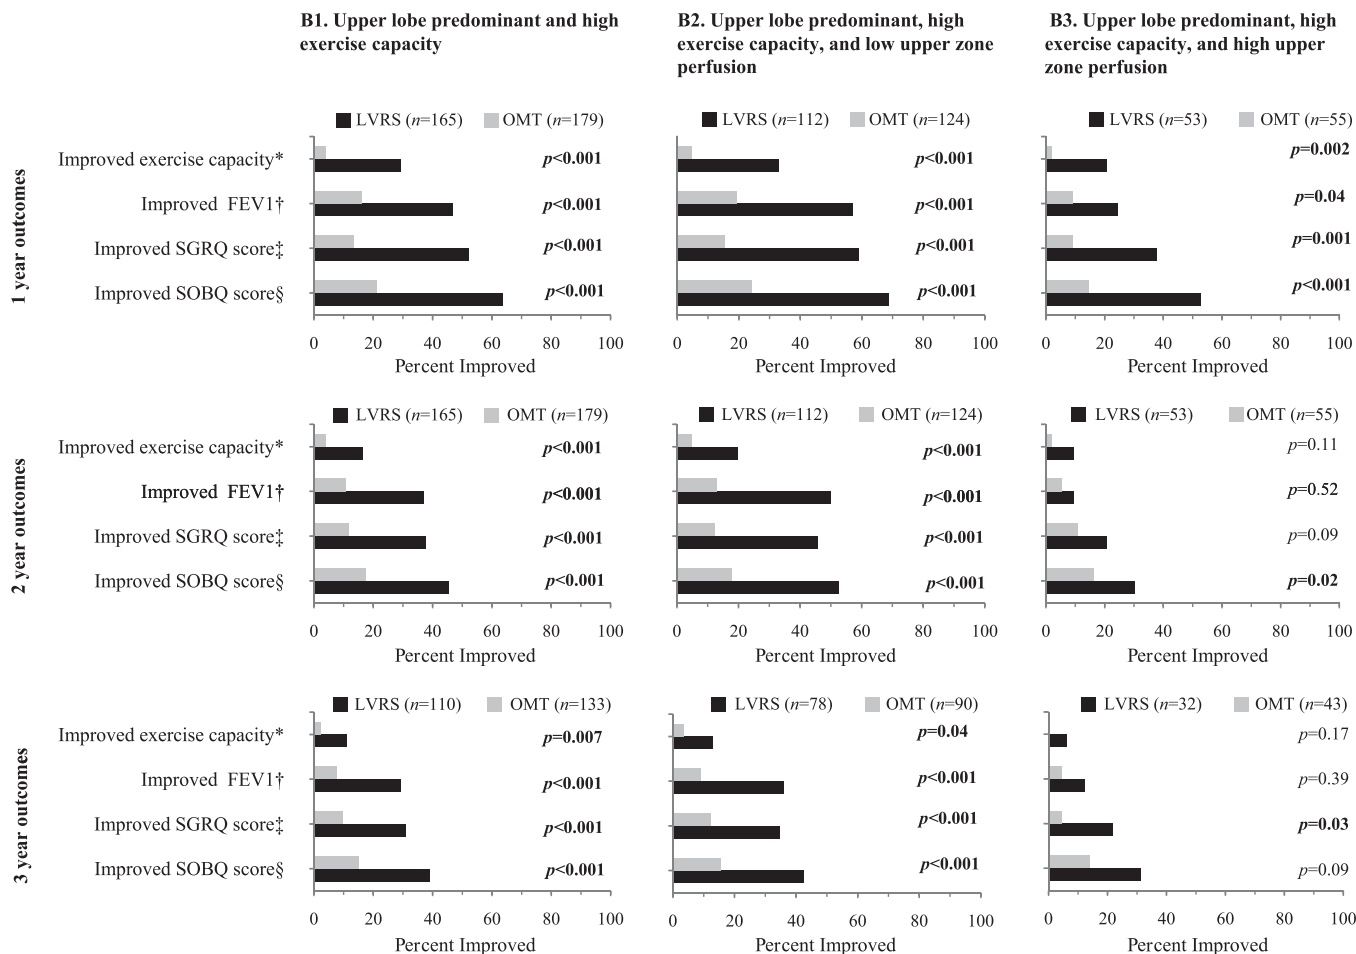 B1. Upper lobe predominant and high
exercise capacity
B2. Upper lobe predominant, high
exercise capacity, and low upper zone
perfusion
B3. Upper lobe predominant, high
exercise capacity, and high upper
zone perfusion
1 year outcomes
LVRS (n=165) OMT (n=179)
Improved exercise capacity* p<0.001
Improved FEV1† p<0.001
Improved SGRQ score‡ p<0.001
Improved SOBQ score§ p<0.001
0 20 40 60 80 100
Percent Improved
LVRS (n=112) OMT (n=124)
p<0.001
p<0.001
p<0.001
p<0.001
0 20 40 60 80 100
Percent Improved
LVRS (n=53) OMT (n=55)
p=0.002
p=0.04
p=0.001
p<0.001
0 20 40 60 80 100
Percent Improved
2 year outcomes
LVRS (n=165) OMT (n=179)
Improved exercise capacity* p<0.001
Improved FEV1† p<0.001
Improved SGRQ score‡ p<0.001
Improved SOBQ score§ p<0.001
0 20 40 60 80 100
Percent Improved
LVRS (n=112) OMT (n=124)
p<0.001
p<0.001
p<0.001
p<0.001
0 20 40 60 80 100
Percent Improved
LVRS (n=53) OMT (n=55)
p=0.11
p=0.52
p=0.09
p=0.02
0 20 40 60 80 100
Percent Improved
3 year outcomes
LVRS (n=110) OMT (n=133)
Improved exercise capacity* p=0.007
Improved FEV1† p<0.001
Improved SGRQ score‡ p<0.001
Improved SOBQ score§ p<0.001
0 20 40 60 80 100
Percent Improved
LVRS (n=78) OMT (n=90)
p=0.04
p<0.001
p<0.001
p<0.001
0 20 40 60 80 100
Percent Improved
LVRS (n=32) OMT (n=43)
p=0.17
p=0.39
p=0.03
p=0.09
0 20 40 60 80 100
Percent Improved